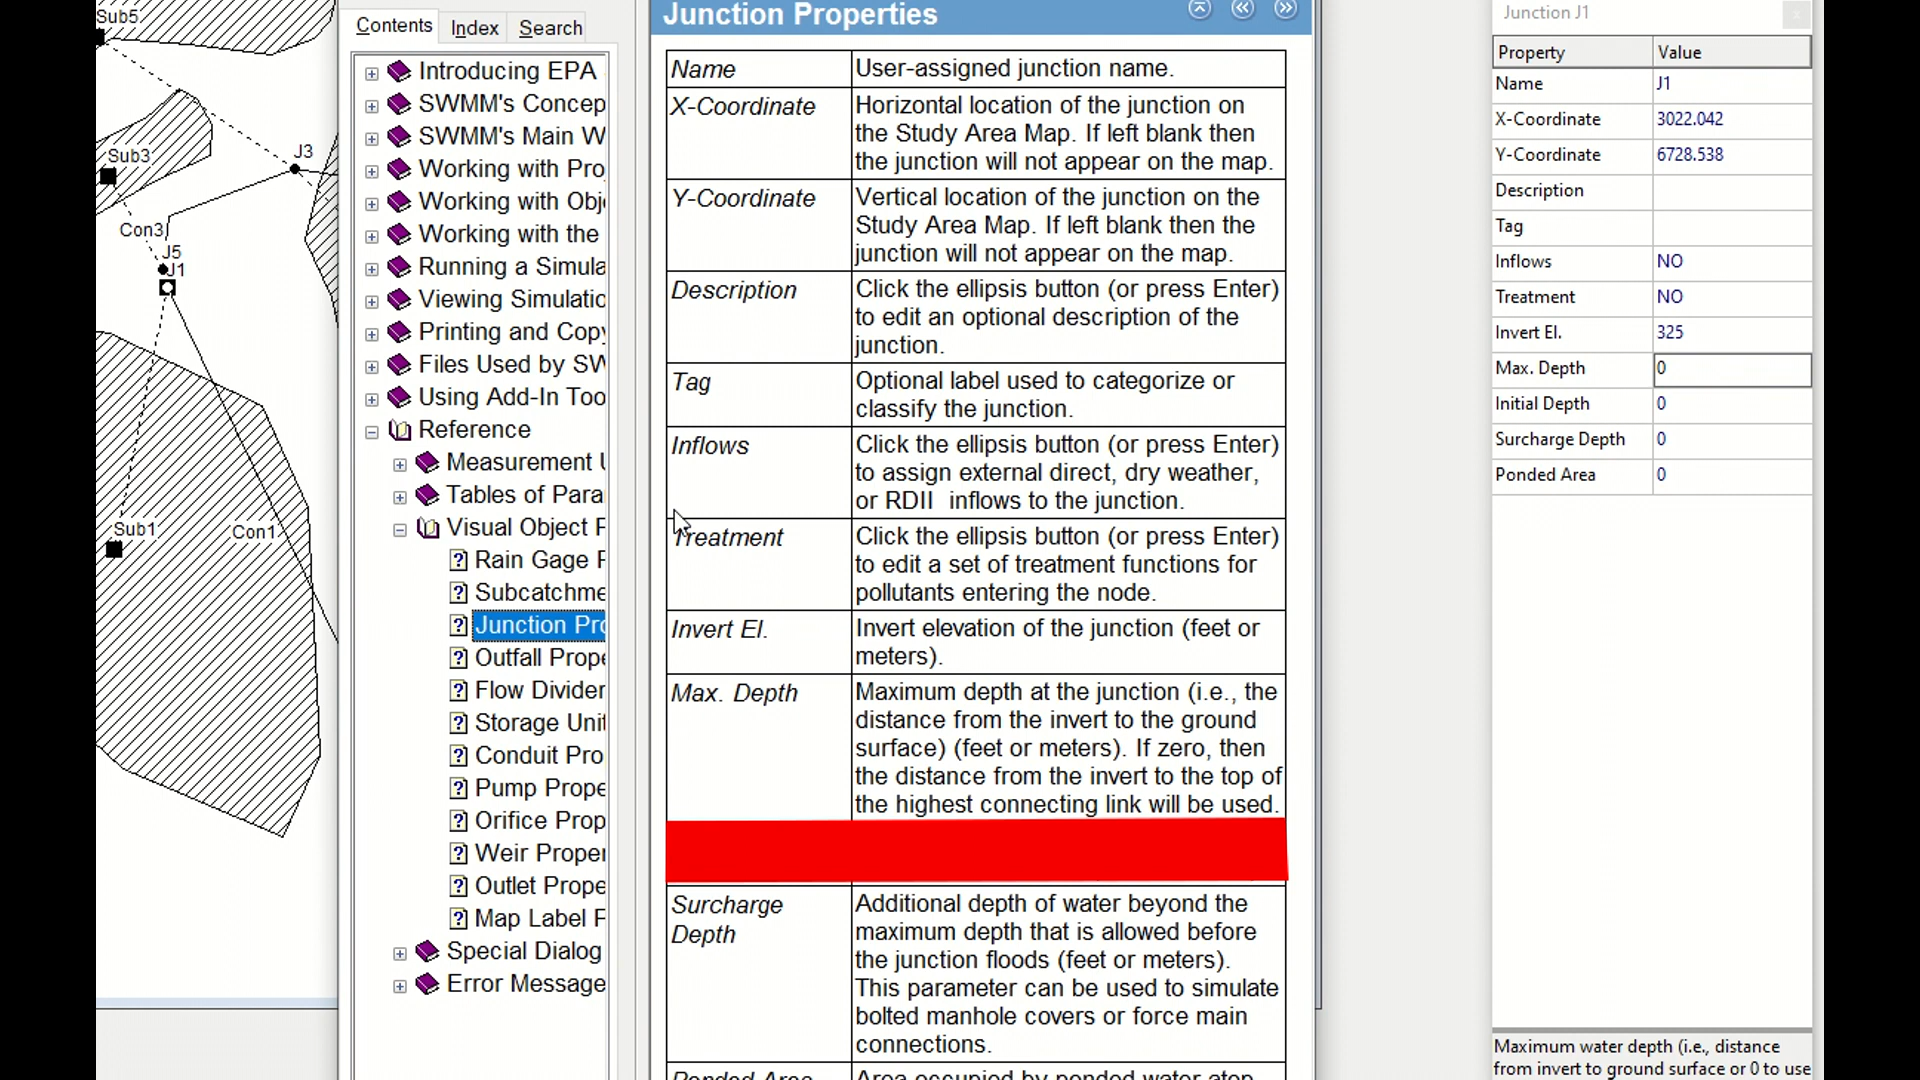 Sub5
Sub3
J3
Con3
J5
J1
Sub1
Con1
Contents Index Search
Introducing EPA
SWMM's Concep
SWMM's Main W
Working with Pro
Working with Obje
Working with the
Running a Simula
Viewing Simulatio
Printing and Copy
Files Used by SW
Using Add-In Too
Reference
Measurement U
Tables of Para
Visual Object P
Rain Gage P
Subcatchme
Junction Pro
Outfall Prope
Flow Divider
Storage Unit
Conduit Pro
Pump Prope
Orifice Prop
Weir Proper
Outlet Prope
Map Label P
Special Dialog
Error Message
Junction Properties
Name User-assigned junction name.
X-Coordinate Horizontal location of the junction on
the Study Area Map. If left blank then
the junction will not appear on the map.
Y-Coordinate Vertical location of the junction on the
Study Area Map. If left blank then the
junction will not appear on the map.
Description Click the ellipsis button (or press Enter)
to edit an optional description of the
junction.
Tag Optional label used to categorize or
classify the junction.
Inflows Click the ellipsis button (or press Enter)
to assign external direct, dry weather,
or RDII inflows to the junction.
Treatment Click the ellipsis button (or press Enter)
to edit a set of treatment functions for
pollutants entering the node.
Invert El. Invert elevation of the junction (feet or
meters).
Max. Depth Maximum depth at the junction (i.e., the
distance from the invert to the ground
surface) (feet or meters). If zero, then
the distance from the invert to the top of
the highest connecting link will be used.
Surcharge Additional depth of water beyond the
Depth maximum depth that is allowed before
the junction floods (feet or meters).
This parameter can be used to simulate
bolted manhole covers or force main
connections.
Ponded Area Area occupied by ponded water atop
Junction J1
Property Value
Name J1
X-Coordinate 3022.042
Y-Coordinate 6728.538
Description
Tag
Inflows NO
Treatment NO
Invert El. 325
Max. Depth 0
Initial Depth 0
Surcharge Depth 0
Ponded Area 0
Maximum water depth (i.e., distance
from invert to ground surface or 0 to use